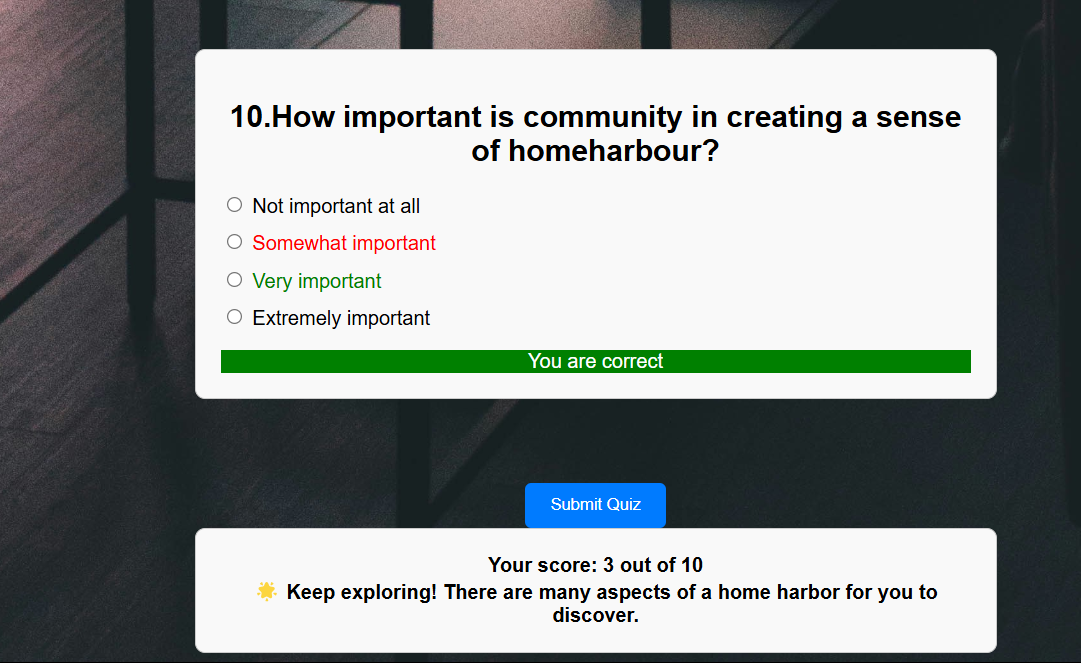 10.How important is community in creating a sense
of homeharbour?
Not important at all
Somewhat important
Very important
Extremely important
You are correct
Submit Quiz
Your score: 3 out of 10
🌟 Keep exploring! There are many aspects of a home harbor for you to
discover.